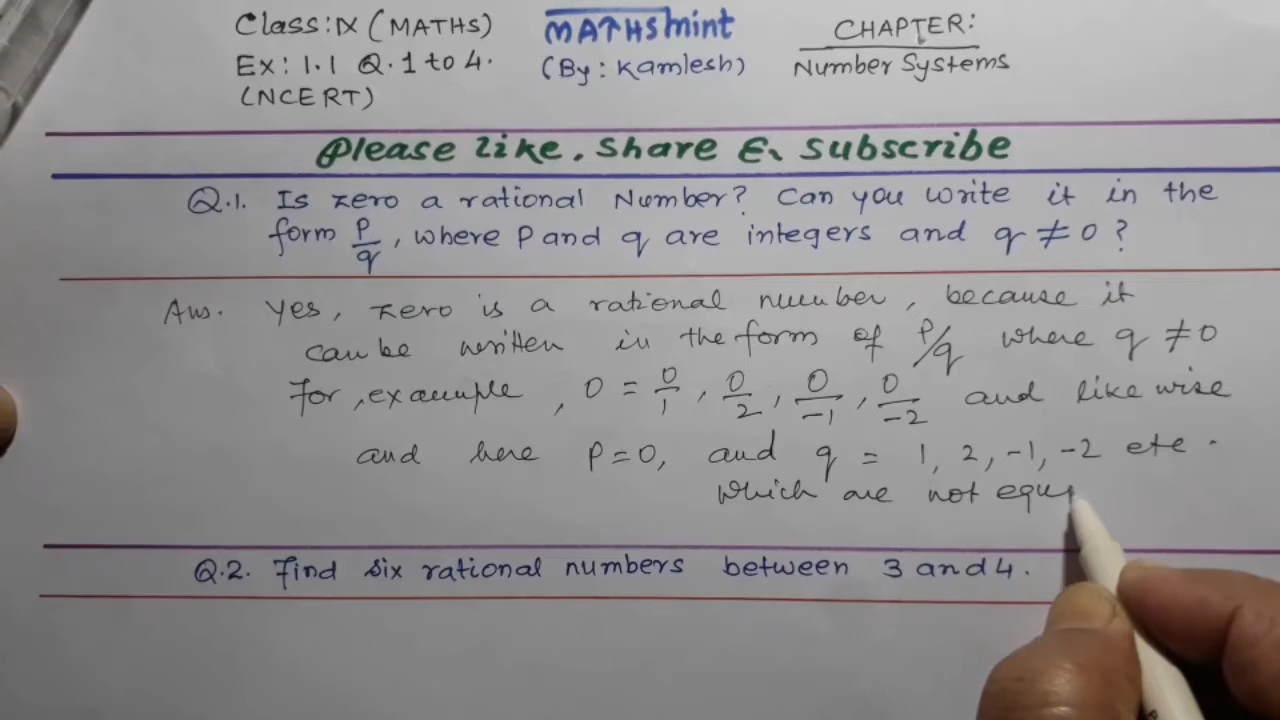 Class: IX (MATHS)
Ex: 1.1 Q.1 to 4.
(NCERT)
MATHSmint
(By: Kamlesh)
CHAPTER:
Number Systems
Please like, Share & Subscribe
Q.1. Is zero a rational Number? Can you write it in the
form P/q, where P and q are integers and q ≠ 0?
Ans. Yes, zero is a rational number, because it
can be written in the form of P/q where q ≠ 0
For, example, 0 = 0/1, 0/2, 0/-1, 0/-2 and like wise
and here P = 0, and q = 1, 2, -1, -2 etc.
which are not equ
Q.2. Find six rational numbers between 3 and 4.